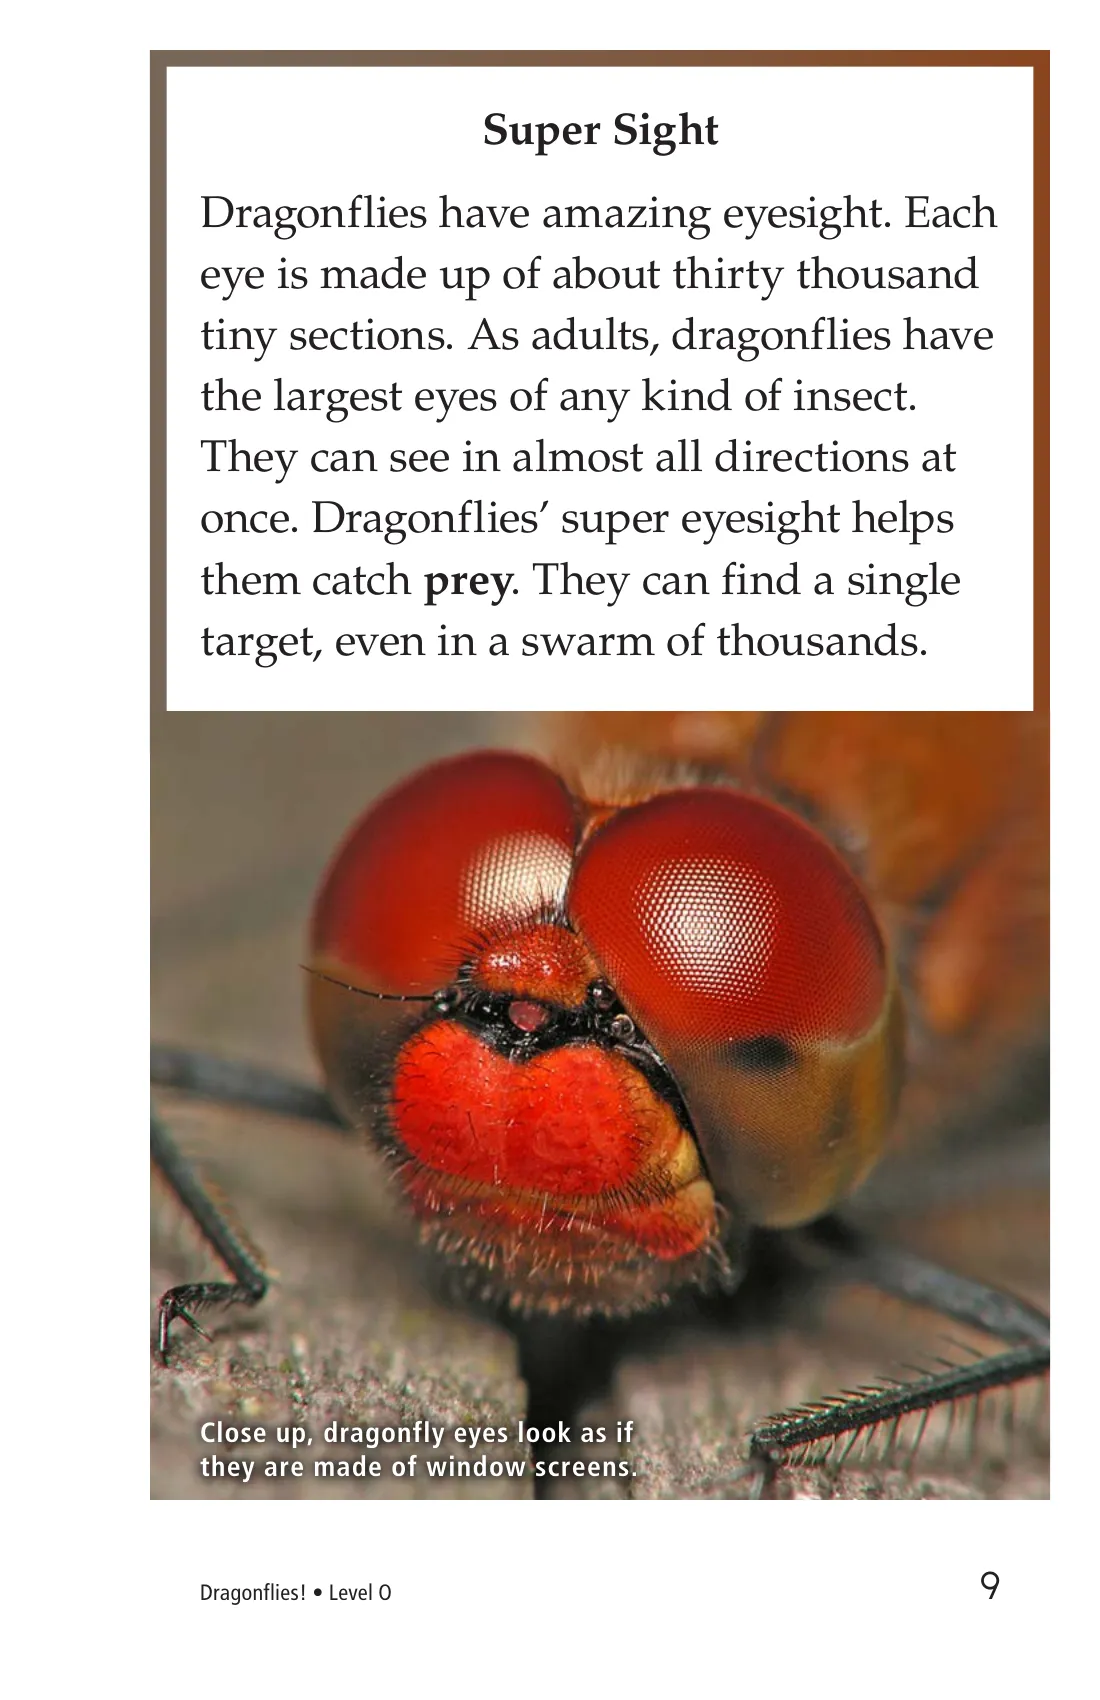 Super Sight
Dragonflies have amazing eyesight. Each
eye is made up of about thirty thousand
tiny sections. As adults, dragonflies have
the largest eyes of any kind of insect.
They can see in almost all directions at
once. Dragonflies’ super eyesight helps
them catch prey. They can find a single
target, even in a swarm of thousands.
Close up, dragonfly eyes look as if
they are made of window screens.
Dragonflies! • Level O
9